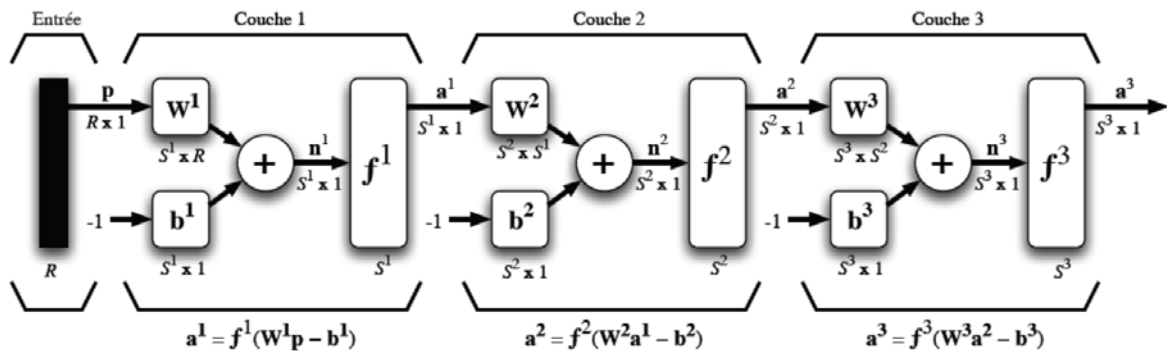 Entrée Couche 1 Couche 2 Couche 3
p a¹ a² a³
W¹ W² W³
R x 1 S¹ x 1 S² x 1 S³ x 1
S¹ x R n¹ S² x S¹ n² S³ x S² n³
+ f¹ + f² + f³
S¹ x 1 S² x 1 S³ x 1
-1 b¹ -1 b² -1 b³
R S¹ x 1 S¹ S² x 1 S² S³ x 1 S³
a¹ = f¹(W¹p – b¹) a² = f²(W²a¹ – b²) a³ = f³(W³a² – b³)